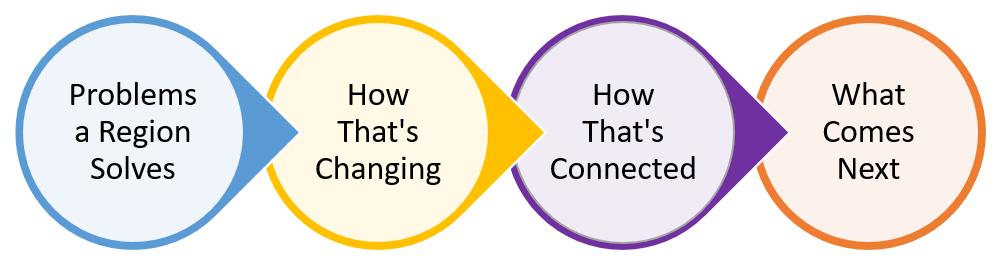 Problems
a Region
Solves
How
That's
Changing
How
That's
Connected
What
Comes
Next